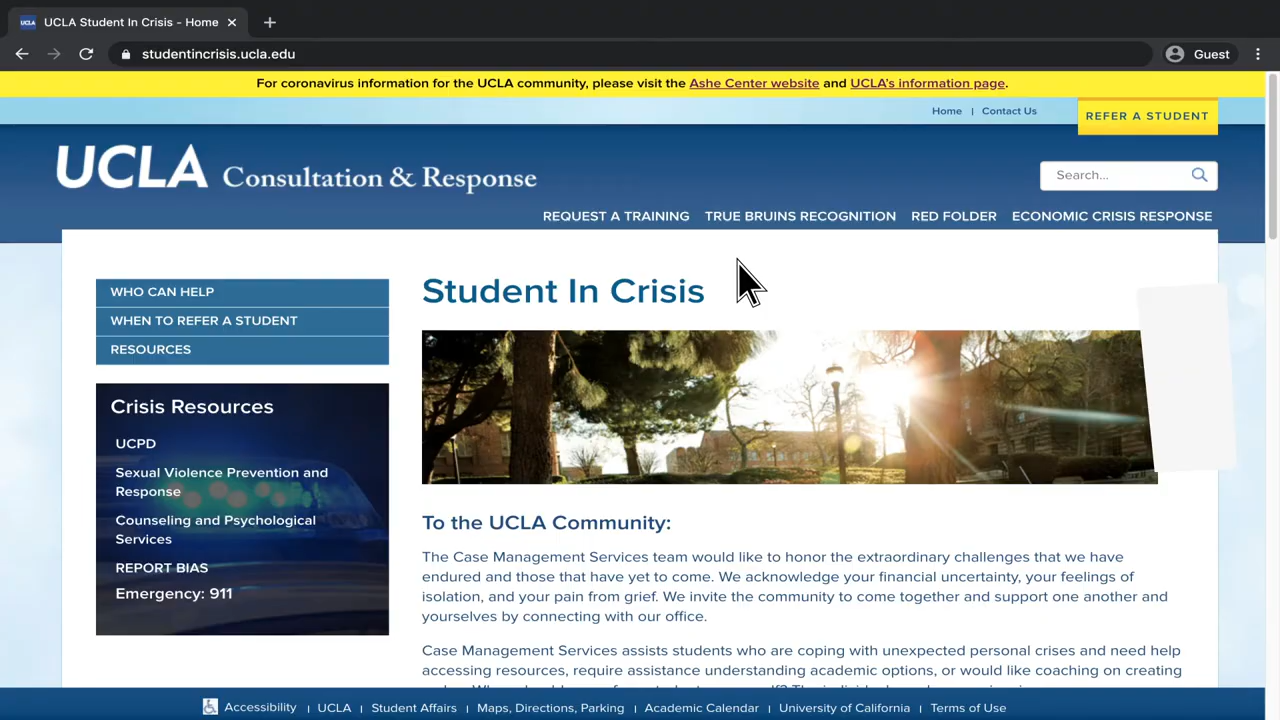 UCLA UCLA Student In Crisis - Home
studentincrisis.ucla.edu
Guest
For coronavirus information for the UCLA community, please visit the Ashe Center website and UCLA's information page.
Home | Contact Us
REFER A STUDENT
UCLA Consultation & Response
Search...
REQUEST A TRAINING TRUE BRUINS RECOGNITION RED FOLDER ECONOMIC CRISIS RESPONSE
WHO CAN HELP
WHEN TO REFER A STUDENT
RESOURCES
Crisis Resources
UCPD
Sexual Violence Prevention and
Response
Counseling and Psychological
Services
REPORT BIAS
Emergency: 911
Student In Crisis
To the UCLA Community:
The Case Management Services team would like to honor the extraordinary challenges that we have
endured and those that have yet to come. We acknowledge your financial uncertainty, your feelings of
isolation, and your pain from grief. We invite the community to come together and support one another and
yourselves by connecting with our office.
Case Management Services assists students who are coping with unexpected personal crises and need help
accessing resources, require assistance understanding academic options, or would like coaching on creating
Accessibility | UCLA | Student Affairs | Maps, Directions, Parking | Academic Calendar | University of California | Terms of Use